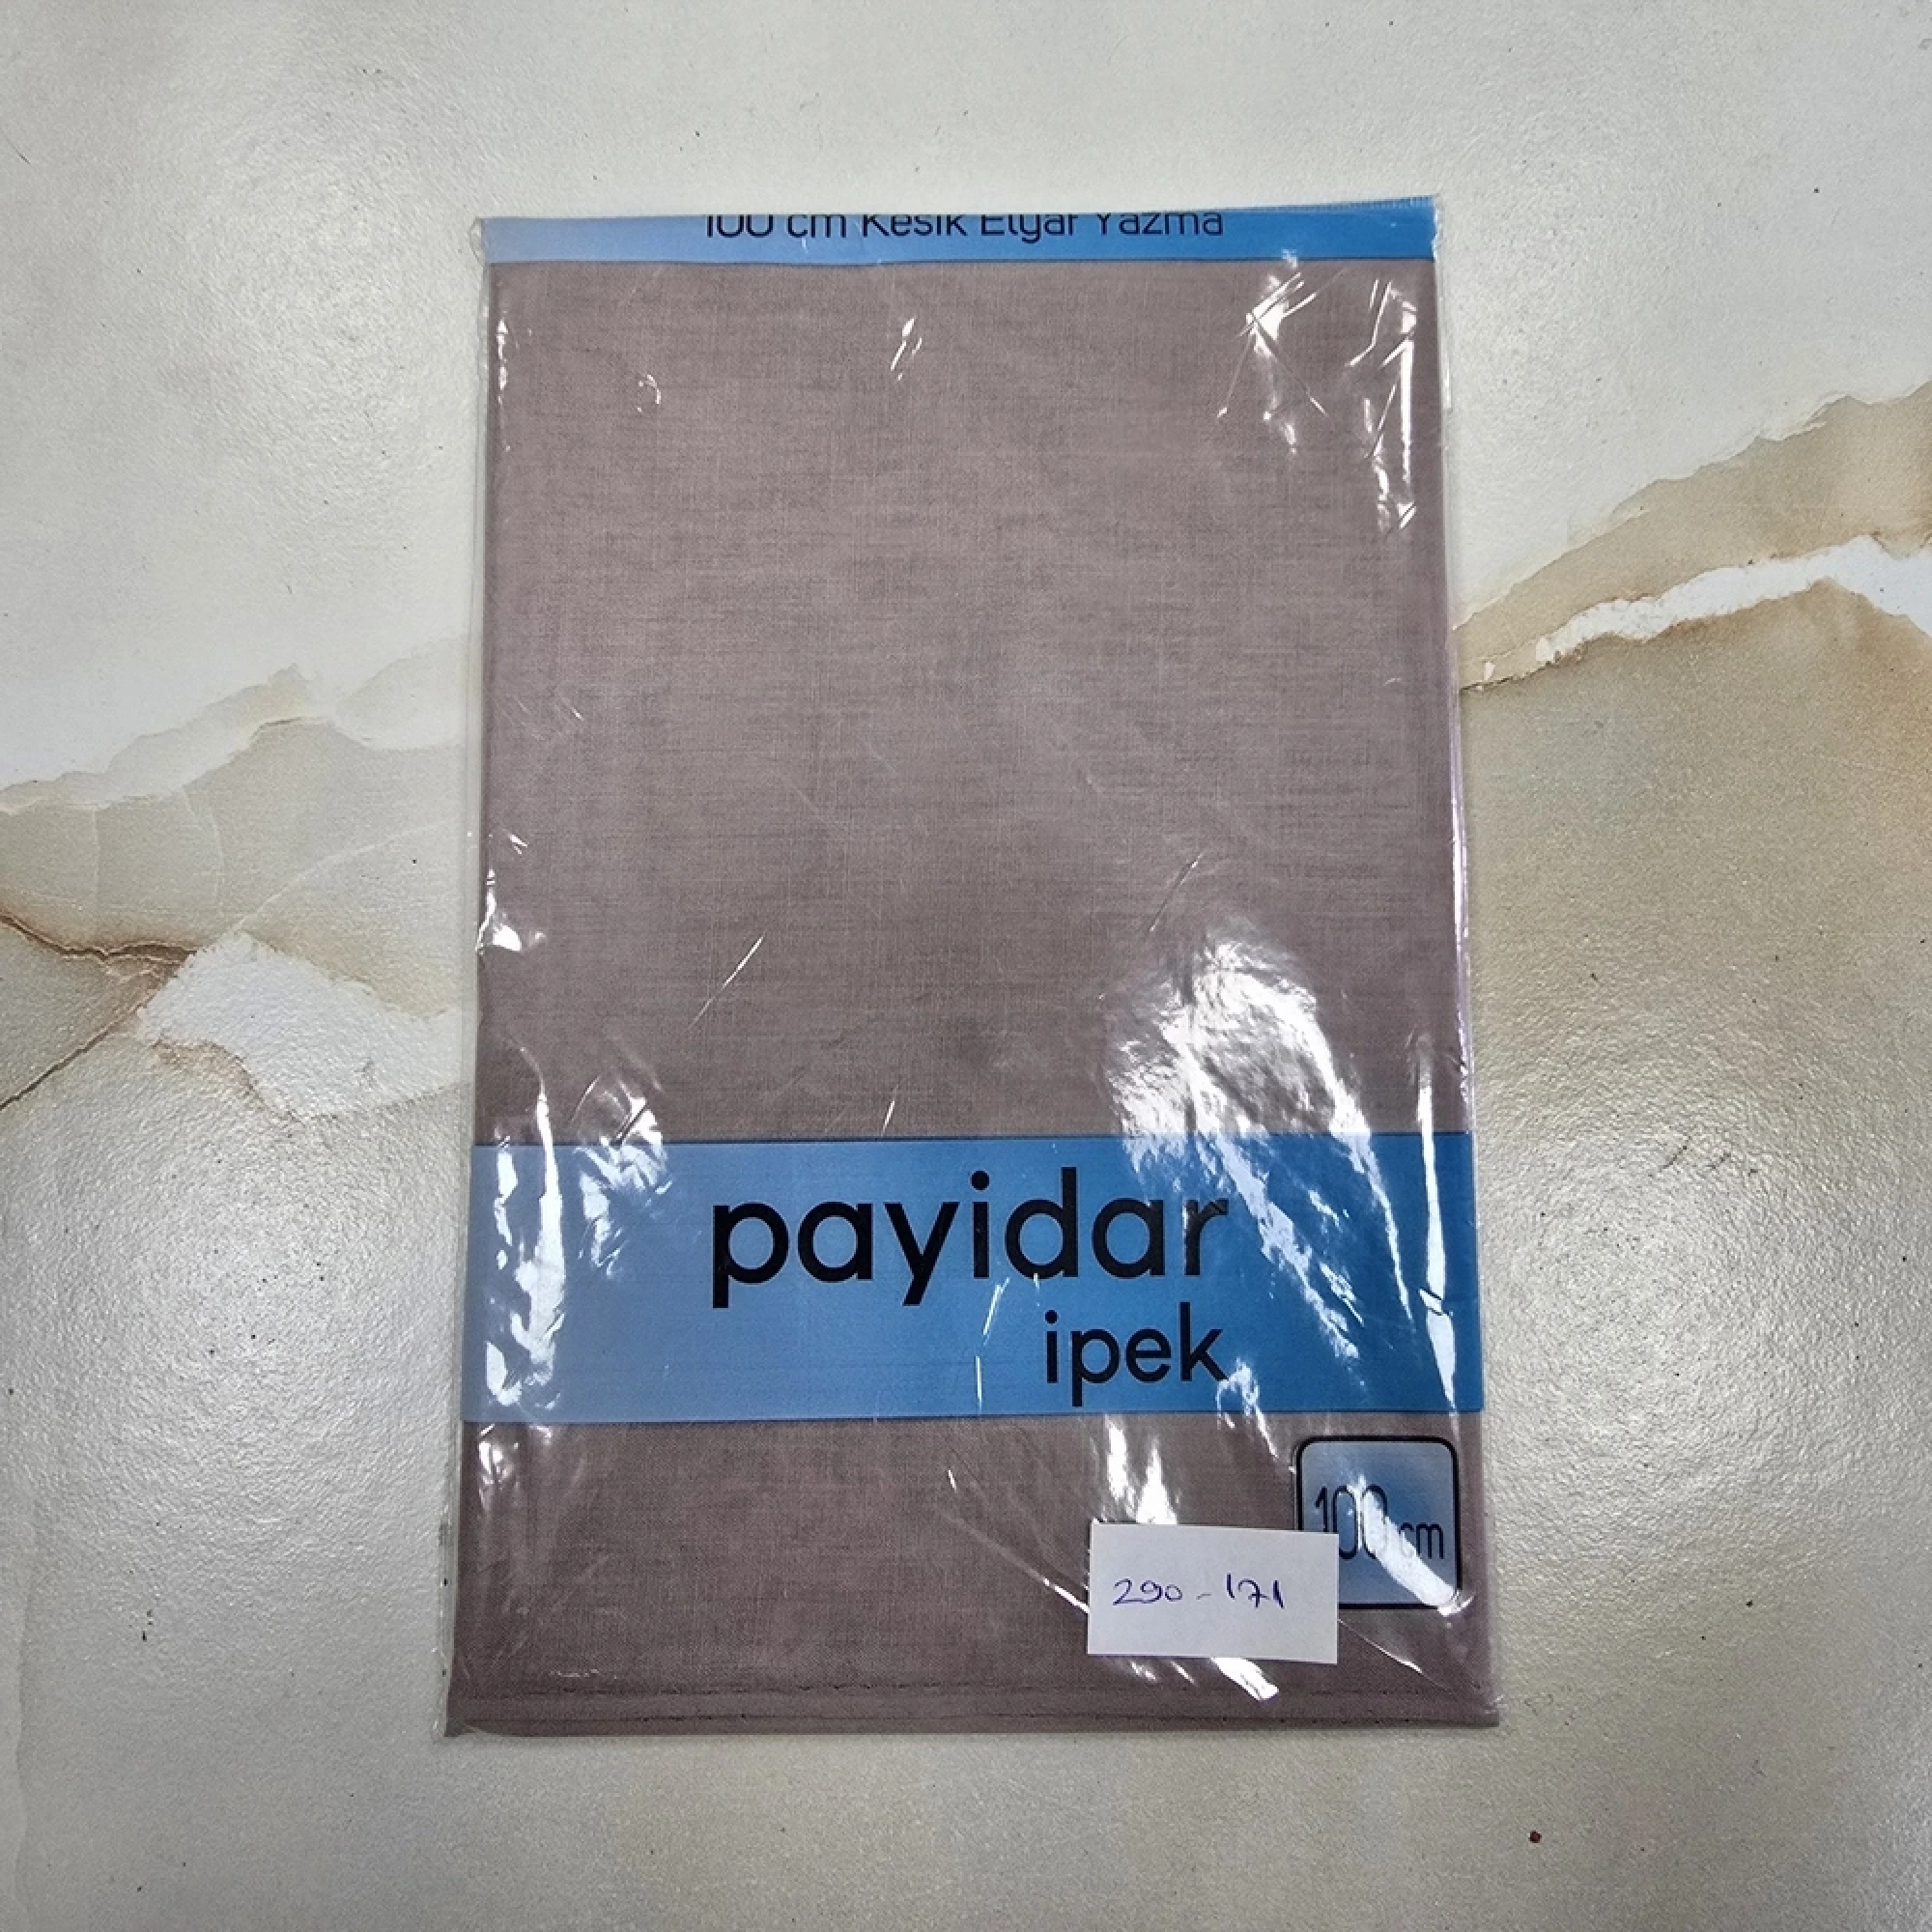 100 cm Kesik Elyaf Yazma
payidar
ipek
100 cm
290-171